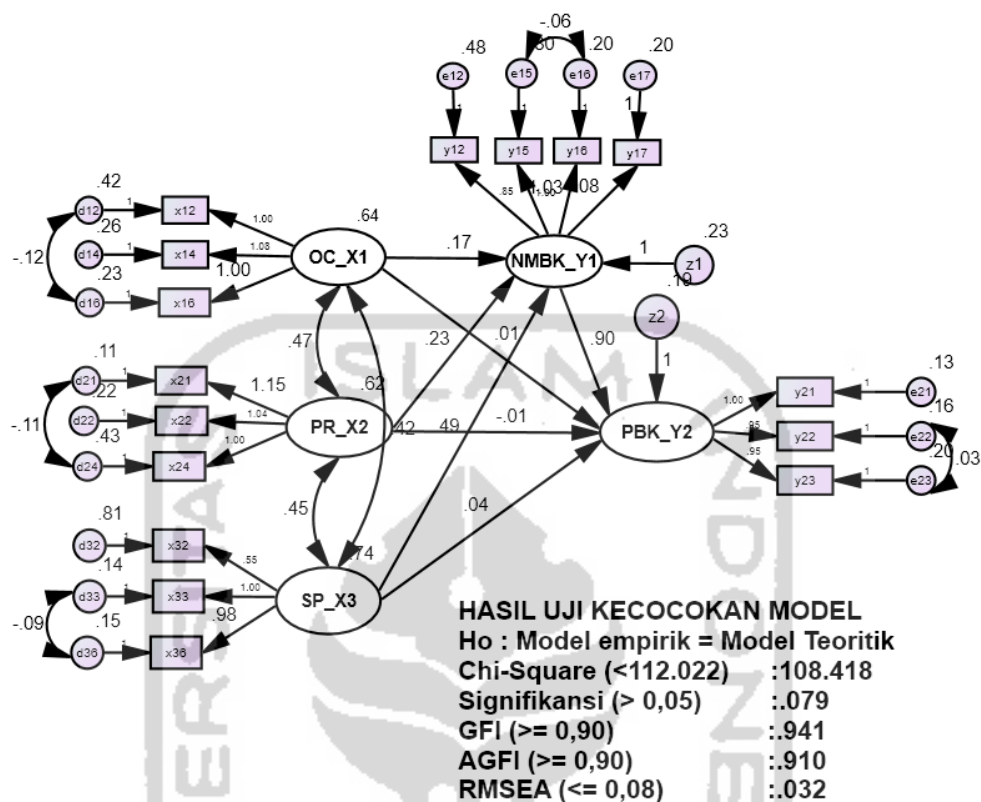 -.06
.48 .80 .20 .20
e12 e15 e16 e17
1 1 1 1
y12 y15 y16 y17
.85 1.03 1.00 .08
.42 .64 .23
d12 1 x12 1.00
.26
-.12 d14 1 x14 1.08 OC_X1 .17 NMBK_Y1 1 z1
.23 1.00 .19
d16 1 x16 z2
.47 .23 .01 .90 1
.11 .13
d21 1 x21 1.15 .62 y21 1 e21
.22 1.00 .16
-.11 d22 1 x22 1.04 PR_X2 .42 .49 -.01 PBK_Y2 .95 y22 1 e22
.43 1.00 .20 .03
d24 1 x24 .95 y23 1 e23
.45 .04
.81
d32 1 x32 .55 .74
.14
-.09 d33 1 x33 1.00 SP_X3
.15 .98
d36 1 x36
HASIL UJI KECOCOKAN MODEL
Ho : Model empirik = Model Teoritik
Chi-Square (<112.022) :108.418
Signifikansi (> 0,05) :.079
GFI (>= 0,90) :.941
AGFI (>= 0,90) :.910
RMSEA (<= 0,08) :.032
ISLAM